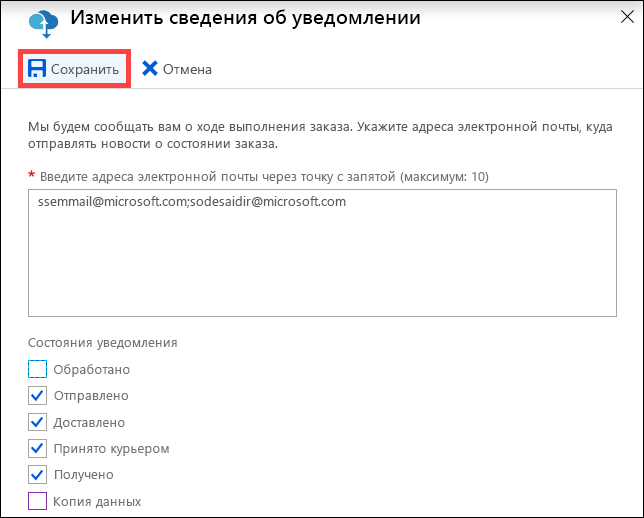 Изменить сведения об уведомлении
Сохранить
Отмена
Мы будем сообщать вам о ходе выполнения заказа. Укажите адреса электронной почты, куда
отправлять новости о состоянии заказа.
* Введите адреса электронной почты через точку с запятой (максимум: 10)
ssemmail@microsoft.com;sodesaidir@microsoft.com
Состояния уведомления
Обработано
Отправлено
Доставлено
Принято курьером
Получено
Копия данных